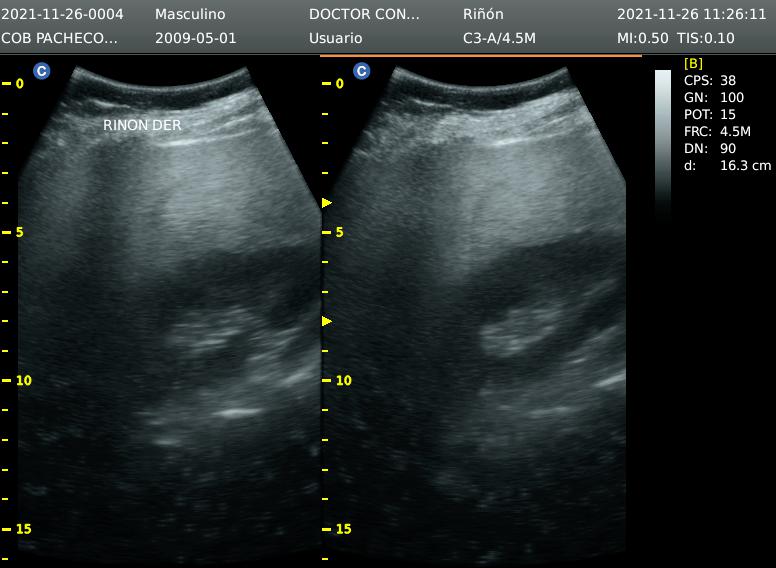 2021-11-26-0004 Masculino DOCTOR CON... Riñón 2021-11-26 11:26:11
COB PACHECO... 2009-05-01 Usuario C3-A/4.5M MI:0.50 TIS:0.10
C
C
[B]
CPS: 38
GN: 100
POT: 15
FRC: 4.5M
DN: 90
d: 16.3 cm
RINON DER
0
5
10
15
0
5
10
15